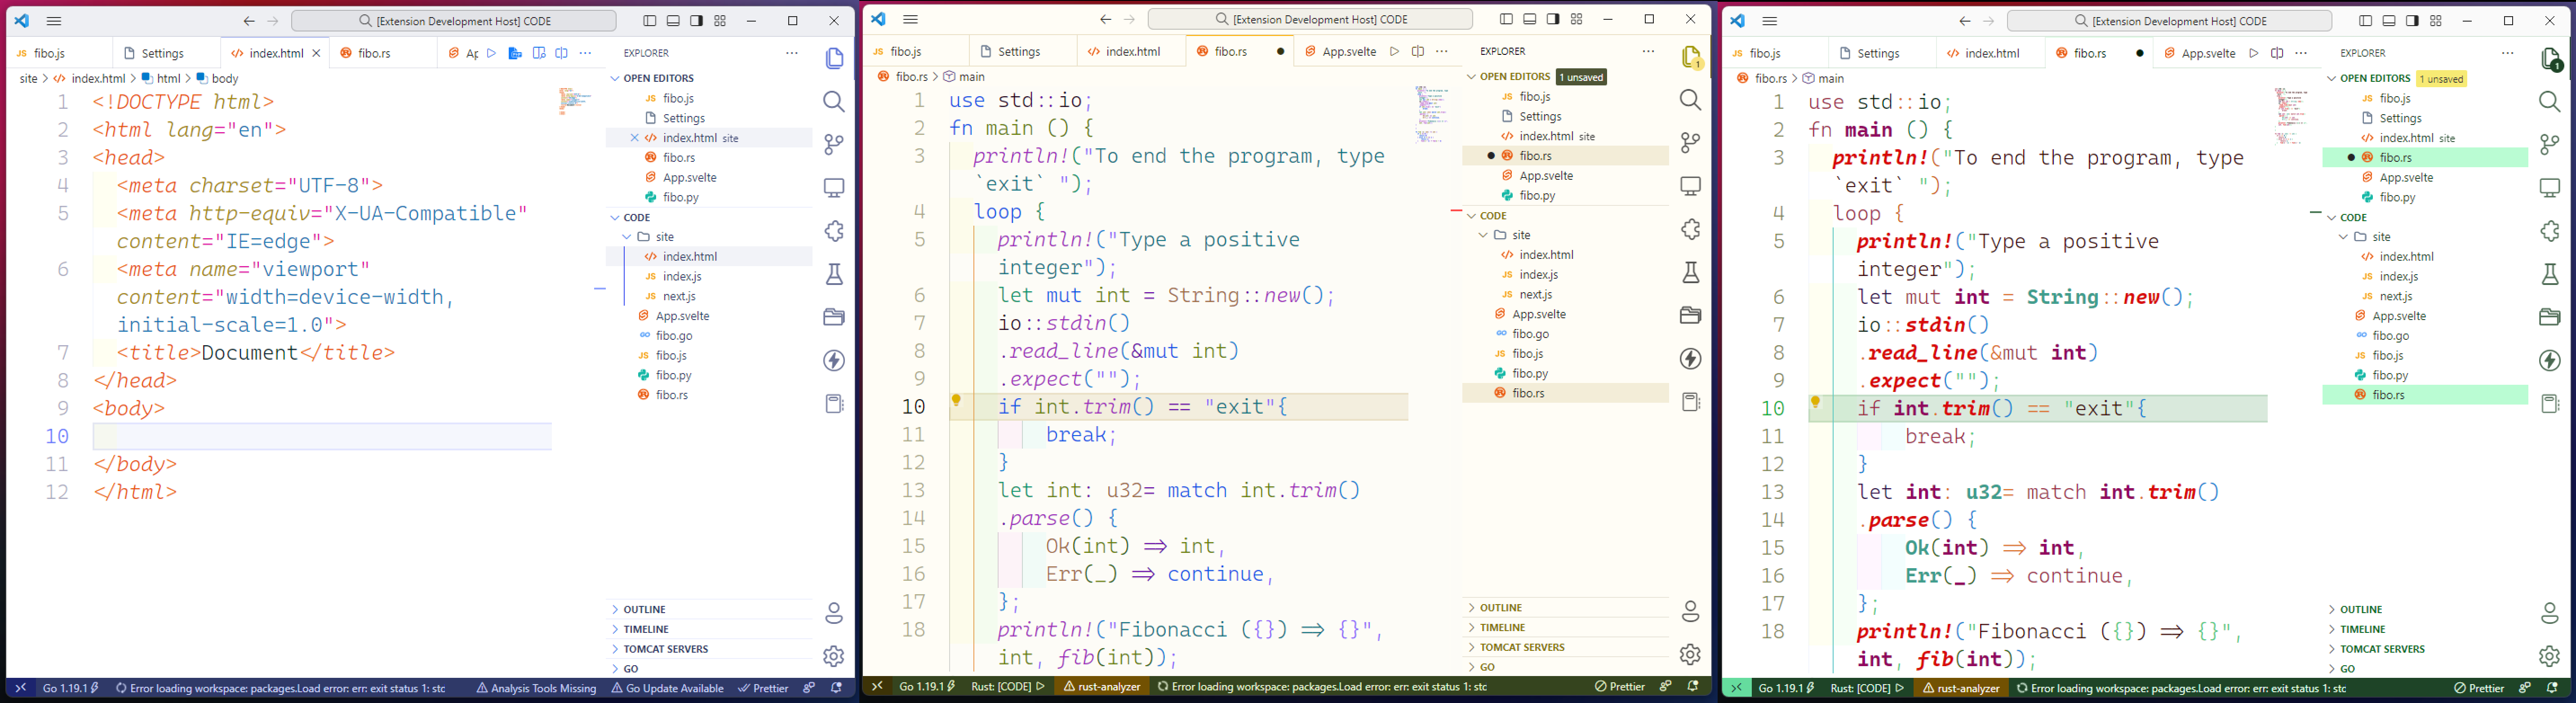 [Extension Development Host] CODE
fibo.js
Settings
index.html
fibo.rs
Ap
EXPLORER
site > index.html > html > body
OPEN EDITORS
fibo.js
Settings
index.html site
fibo.rs
App.svelte
fibo.py
CODE
site
index.html
index.js
next.js
App.svelte
fibo.go
fibo.js
fibo.py
fibo.rs
OUTLINE
TIMELINE
TOMCAT SERVERS
GO
1 <!DOCTYPE html>
2 <html lang="en">
3 <head>
4 <meta charset="UTF-8">
5 <meta http-equiv="X-UA-Compatible"
content="IE=edge">
6 <meta name="viewport"
content="width=device-width,
initial-scale=1.0">
7 <title>Document</title>
8 </head>
9 <body>
10
11 </body>
12 </html>
Go 1.19.1 Error loading workspace: packages.Load error: err: exit status 1: stc Analysis Tools Missing Go Update Available Prettier
[Extension Development Host] CODE
fibo.js
Settings
index.html
fibo.rs
App.svelte
EXPLORER
fibo.rs > main
OPEN EDITORS 1 unsaved
fibo.js
Settings
index.html site
fibo.rs
App.svelte
fibo.py
CODE
site
index.html
index.js
next.js
App.svelte
fibo.go
fibo.js
fibo.py
fibo.rs
OUTLINE
TIMELINE
TOMCAT SERVERS
GO
1
1 use std::io;
2 fn main () {
3 println!("To end the program, type
`exit` ");
4 loop {
5 println!("Type a positive
integer");
6 let mut int = String::new();
7 io::stdin()
8 .read_line(&mut int)
9 .expect("");
10 if int.trim() == "exit"{
11 break;
12 }
13 let int: u32= match int.trim()
14 .parse() {
15 Ok(int) => int,
16 Err(_) => continue,
17 };
18 println!("Fibonacci ({}) => {}",
int, fib(int));
Go 1.19.1 Rust: [CODE] rust-analyzer Error loading workspace: packages.Load error: err: exit status 1: stc Prettier
[Extension Development Host] CODE
fibo.js
Settings
index.html
fibo.rs
App.svelte
EXPLORER
fibo.rs > main
OPEN EDITORS 1 unsaved
fibo.js
Settings
index.html site
fibo.rs
App.svelte
fibo.py
CODE
site
index.html
index.js
next.js
App.svelte
fibo.go
fibo.js
fibo.py
fibo.rs
OUTLINE
TIMELINE
TOMCAT SERVERS
GO
1
1 use std::io;
2 fn main () {
3 println!("To end the program, type
`exit` ");
4 loop {
5 println!("Type a positive
integer");
6 let mut int = String::new();
7 io::stdin()
8 .read_line(&mut int)
9 .expect("");
10 if int.trim() == "exit"{
11 break;
12 }
13 let int: u32= match int.trim()
14 .parse() {
15 Ok(int) => int,
16 Err(_) => continue,
17 };
18 println!("Fibonacci ({}) => {}",
int, fib(int));
Go 1.19.1 Rust: [CODE] rust-analyzer Error loading workspace: packages.Load error: err: exit status 1: stc Prettier